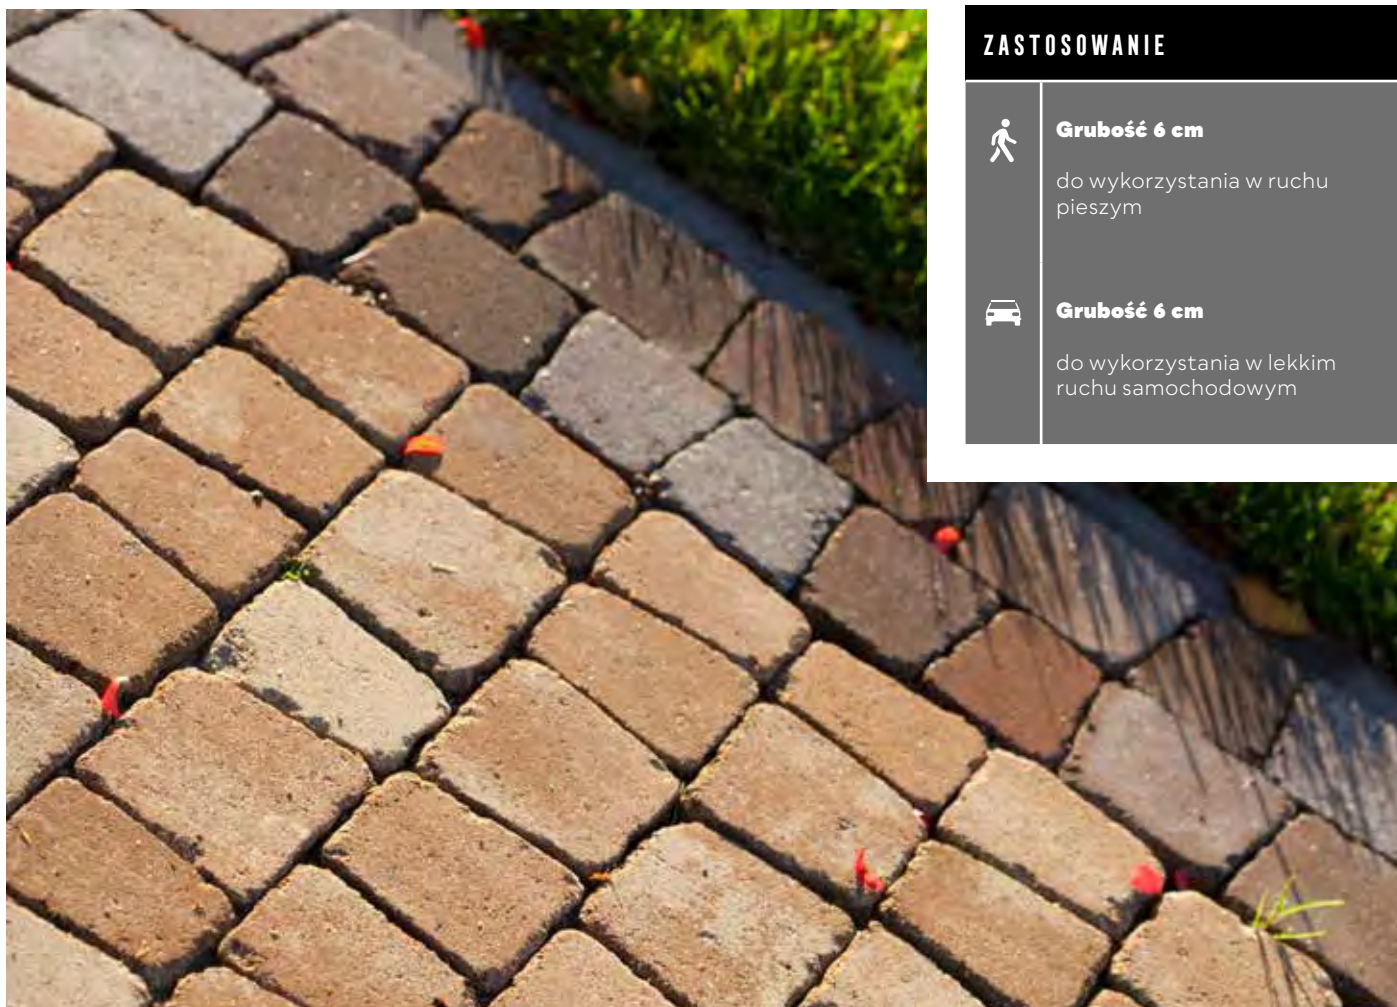 ZASTOSOWANIE
Grubość 6 cm
do wykorzystania w ruchu
pieszym
Grubość 6 cm
do wykorzystania w lekkim
ruchu samochodowym